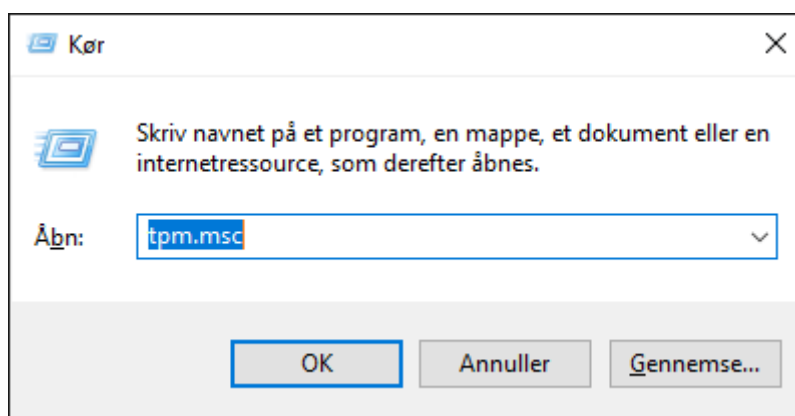 Kør
Skriv navnet på et program, en mappe, et dokument eller en
internetressource, som derefter åbnes.
Åbn: tpm.msc
OK Annuller Gennemse...